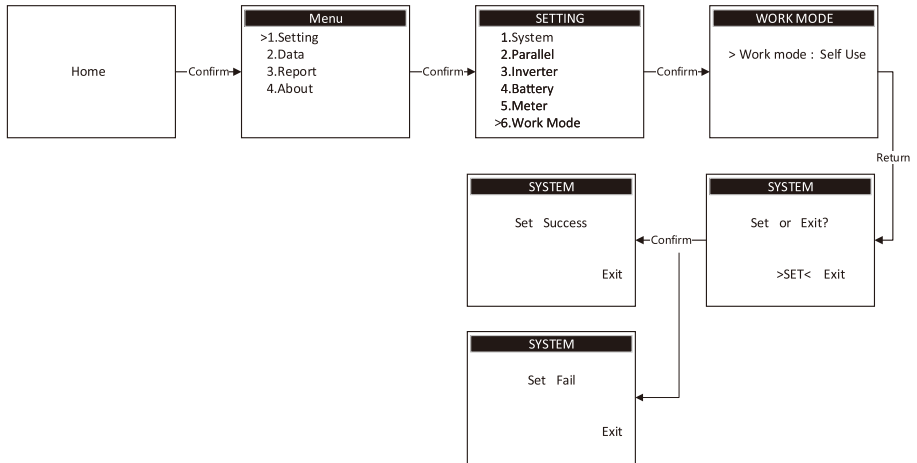 Home
Confirm
Menu
>1.Setting
2.Data
3.Report
4.About
Confirm
SETTING
1.System
2.Parallel
3.Inverter
4.Battery
5.Meter
>6.Work Mode
Confirm
WORK MODE
> Work mode : Self Use
Return
SYSTEM
Set or Exit?
>SET< Exit
Confirm
SYSTEM
Set Success
Exit
SYSTEM
Set Fail
Exit